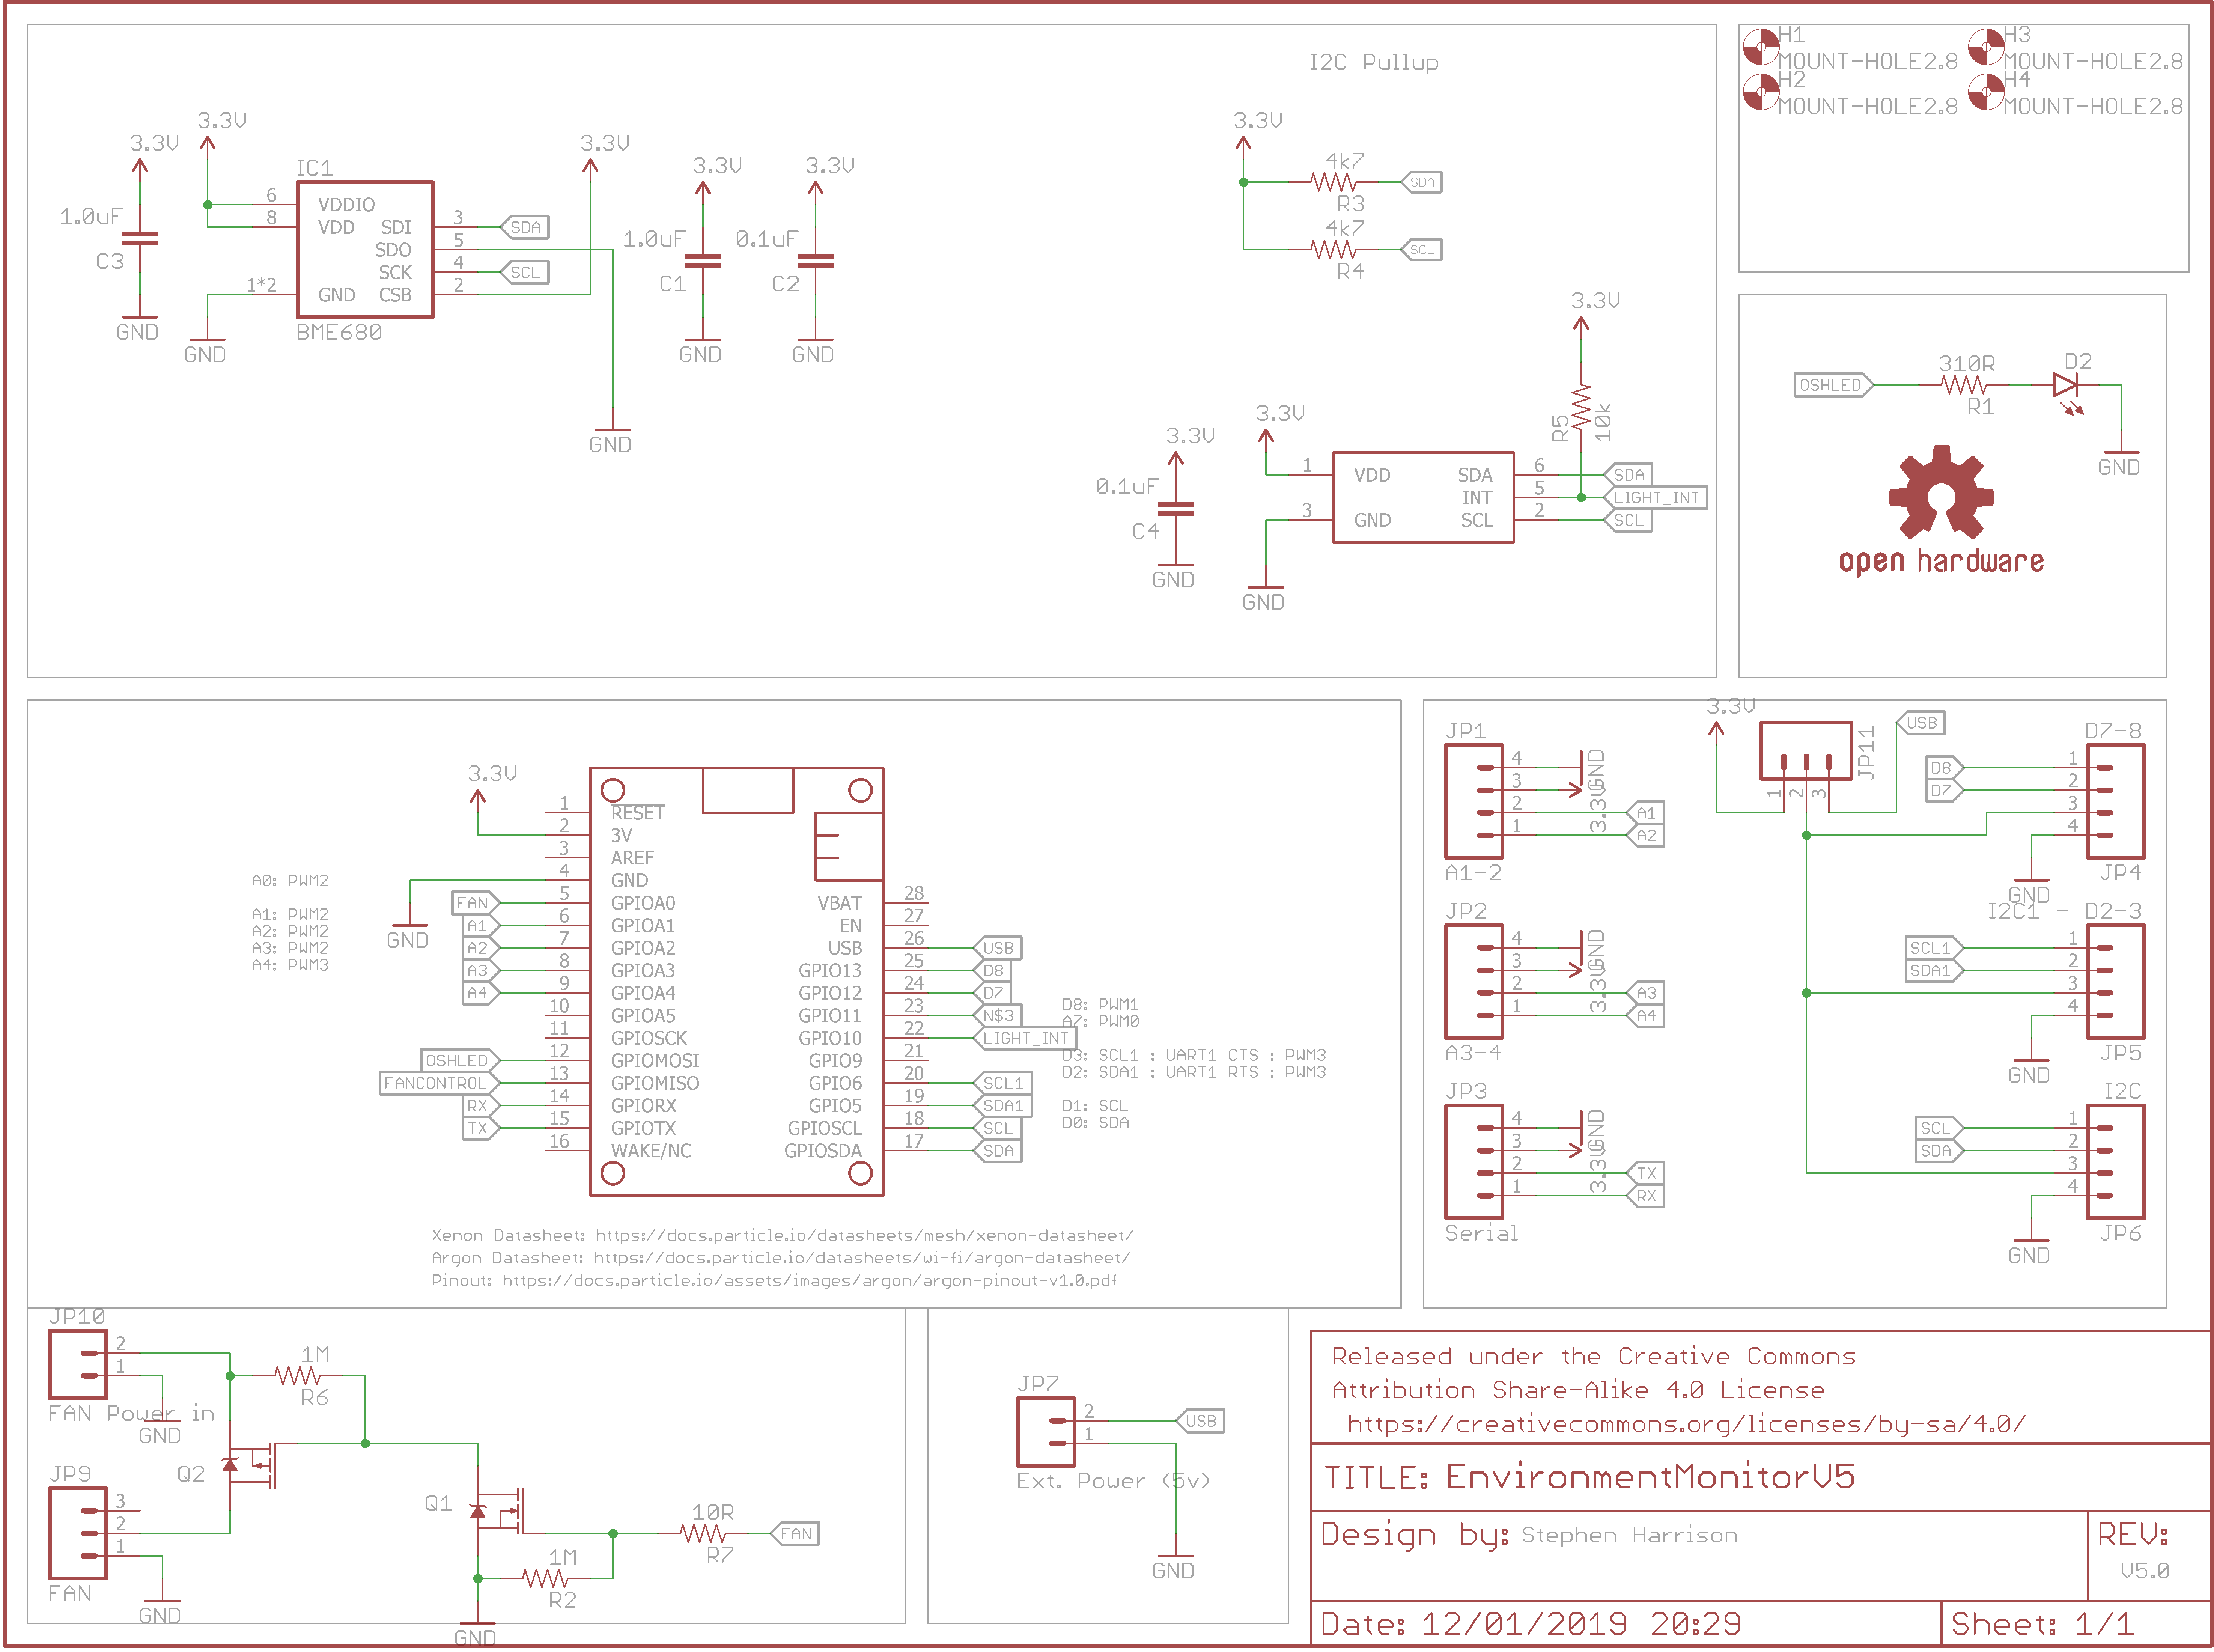 I2C Pullup
3.3V
3.3V
IC1
6 VDDIO
8 VDD SDI 3 SDA
SDO 5
SCK 4 SCL
1*2 GND CSB 2
BME680
1.0uF
C3
GND
GND
3.3V
GND
3.3V
1.0uF
C1
GND
3.3V
0.1uF
C2
GND
3.3V
4k7
R3
SDA
4k7
R4
SCL
3.3V
R5
10k
3.3V
3.3V
0.1uF
C4
GND
1 VDD SDA 6 SDA
INT 5 LIGHT_INT
3 GND SCL 2 SCL
GND
H1
MOUNT-HOLE2.8
H2
MOUNT-HOLE2.8
H3
MOUNT-HOLE2.8
H4
MOUNT-HOLE2.8
OSHLED
310R
R1
D2
GND
open hardware
3.3V
1 RESET
2 3V
3 AREF
4 GND
GND
FAN 5 GPIOA0
A1 6 GPIOA1
A2 7 GPIOA2
A3 8 GPIOA3
A4 9 GPIOA4
10 GPIOA5
11 GPIOSCK
OSHLED 12 GPIOMOSI
FANCONTROL 13 GPIOMISO
RX 14 GPIORX
TX 15 GPIOTX
16 WAKE/NC
VBAT 28
EN 27
USB 26 USB
GPIO13 25 D8
GPIO12 24 D7
GPIO11 23 N$3
GPIO10 22 LIGHT_INT
GPIO9 21
GPIO6 20 SCL1
GPIO5 19 SDA1
GPIOSCL 18 SCL
GPIOSDA 17 SDA
A0: PWM2
A1: PWM2
A2: PWM2
A3: PWM2
A4: PWM3
D8: PWM1
A7: PWM0
D3: SCL1 : UART1 CTS : PWM3
D2: SDA1 : UART1 RTS : PWM3
D1: SCL
D0: SDA
Xenon Datasheet: https://docs.particle.io/datasheets/mesh/xenon-datasheet/
Argon Datasheet: https://docs.particle.io/datasheets/wi-fi/argon-datasheet/
Pinout: https://docs.particle.io/assets/images/argon/argon-pinout-v1.0.pdf
JP1
4 GND
3 3.3V
2 A1
1 A2
A1-2
JP2
4 GND
3 3.3V
2 A3
1 A4
A3-4
JP3
4 GND
3 3.3V
2 TX
1 RX
Serial
3.3V
JP11
1 2 3
USB
D7-8
D8 1
D7 2
3
4
GND
JP4
I2C1 - D2-3
SCL1 1
SDA1 2
3
4
GND
JP5
I2C
SCL 1
SDA 2
3
4
GND
JP6
JP10
2
1
FAN Power in
GND
1M
R6
Q2
JP9
3
2
1
FAN
GND
Q1
10R
R7
FAN
1M
R2
GND
JP7
2 USB
1
Ext. Power (5v)
GND
Released under the Creative Commons
Attribution Share-Alike 4.0 License
https://creativecommons.org/licenses/by-sa/4.0/
TITLE: EnvironmentMonitorV5
Design by: Stephen Harrison
REV:
V5.0
Date: 12/01/2019 20:29
Sheet: 1/1